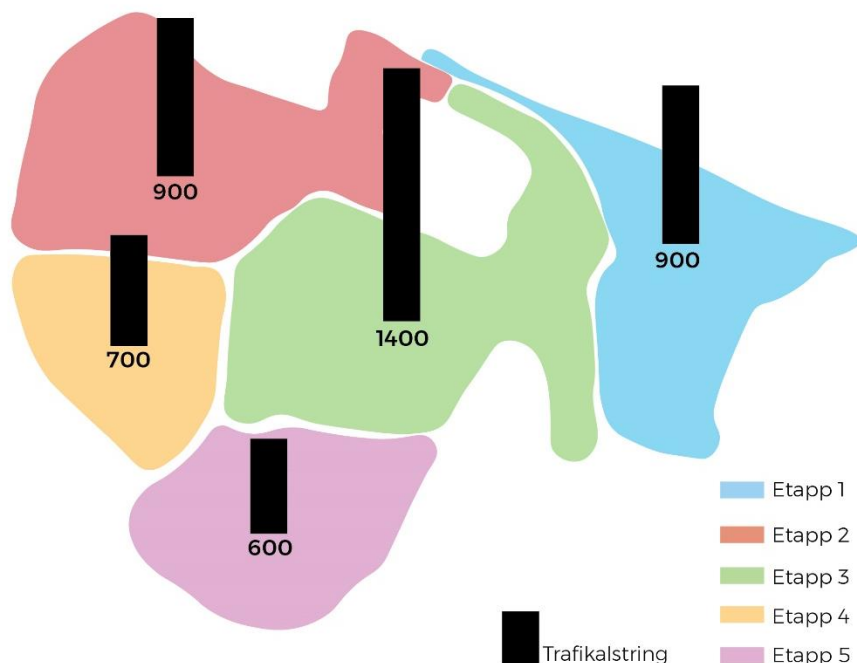 900
900
700
1400
600
Etapp 1
Etapp 2
Etapp 3
Etapp 4
Etapp 5
Trafikalstring